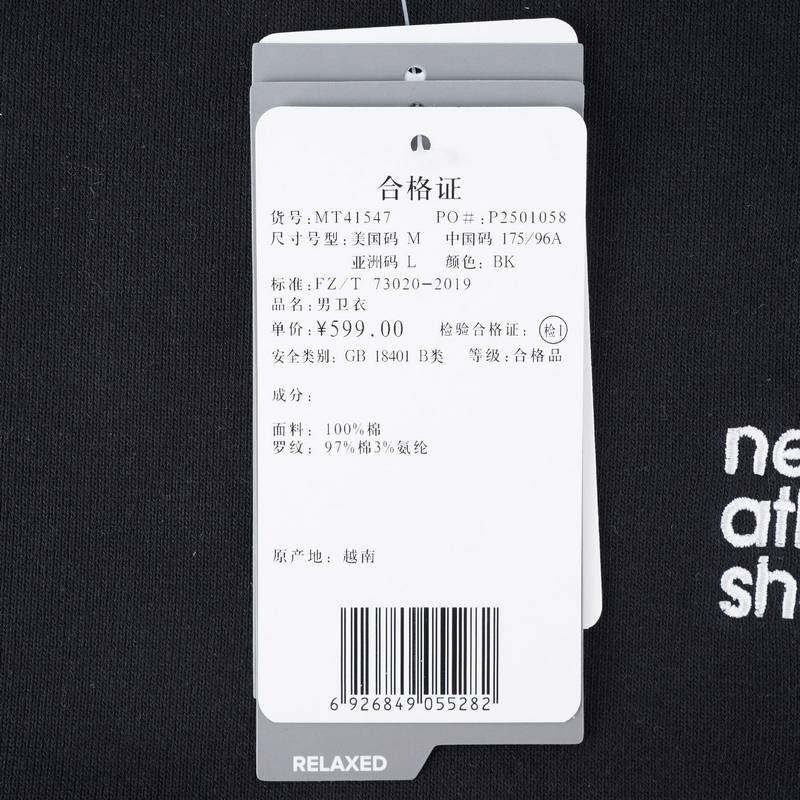 合格证
货号:MT41547 PO#:P2501058
尺寸号型:美国码 M 中国码 175/96A
亚洲码 L 颜色: BK
标准:FZ/T 73020-2019
品名:男卫衣
单价:¥599.00 检验合格证: 检1
安全类别: GB 18401 B类 等级:合格品
成分:
面料: 100%棉
罗纹: 97%棉3%氨纶
原产地: 越南
6 926849 055282
RELAXED
ne
ath
sh